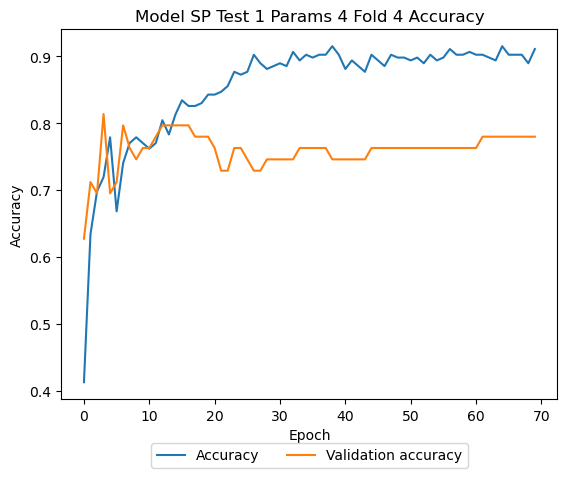 Model SP Test 1 Params 4 Fold 4 Accuracy
Accuracy
0.9
0.8
0.7
0.6
0.5
0.4
0 10 20 30 40 50 60 70
Epoch
Accuracy Validation accuracy